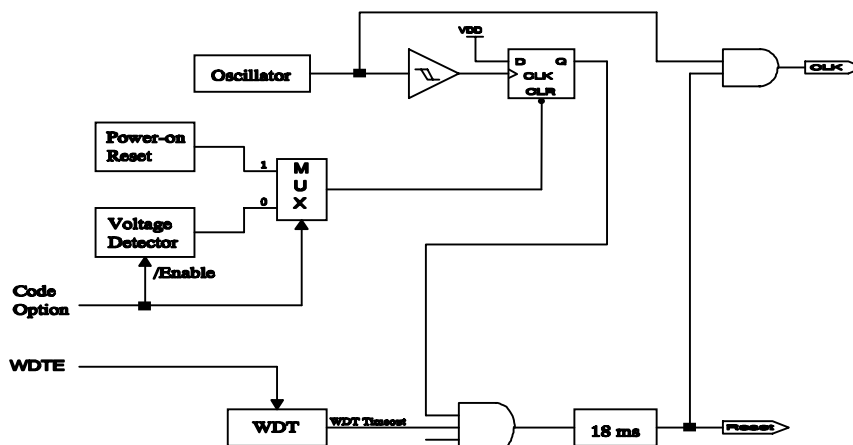 VDD
D Q
CLK
CLR
Oscillator
CLK
Power-on
Reset
1
M
U
X
0
Voltage
Detector
/Enable
Code
Option
WDTE
WDT
WDT Timeout
18 ms
Reset